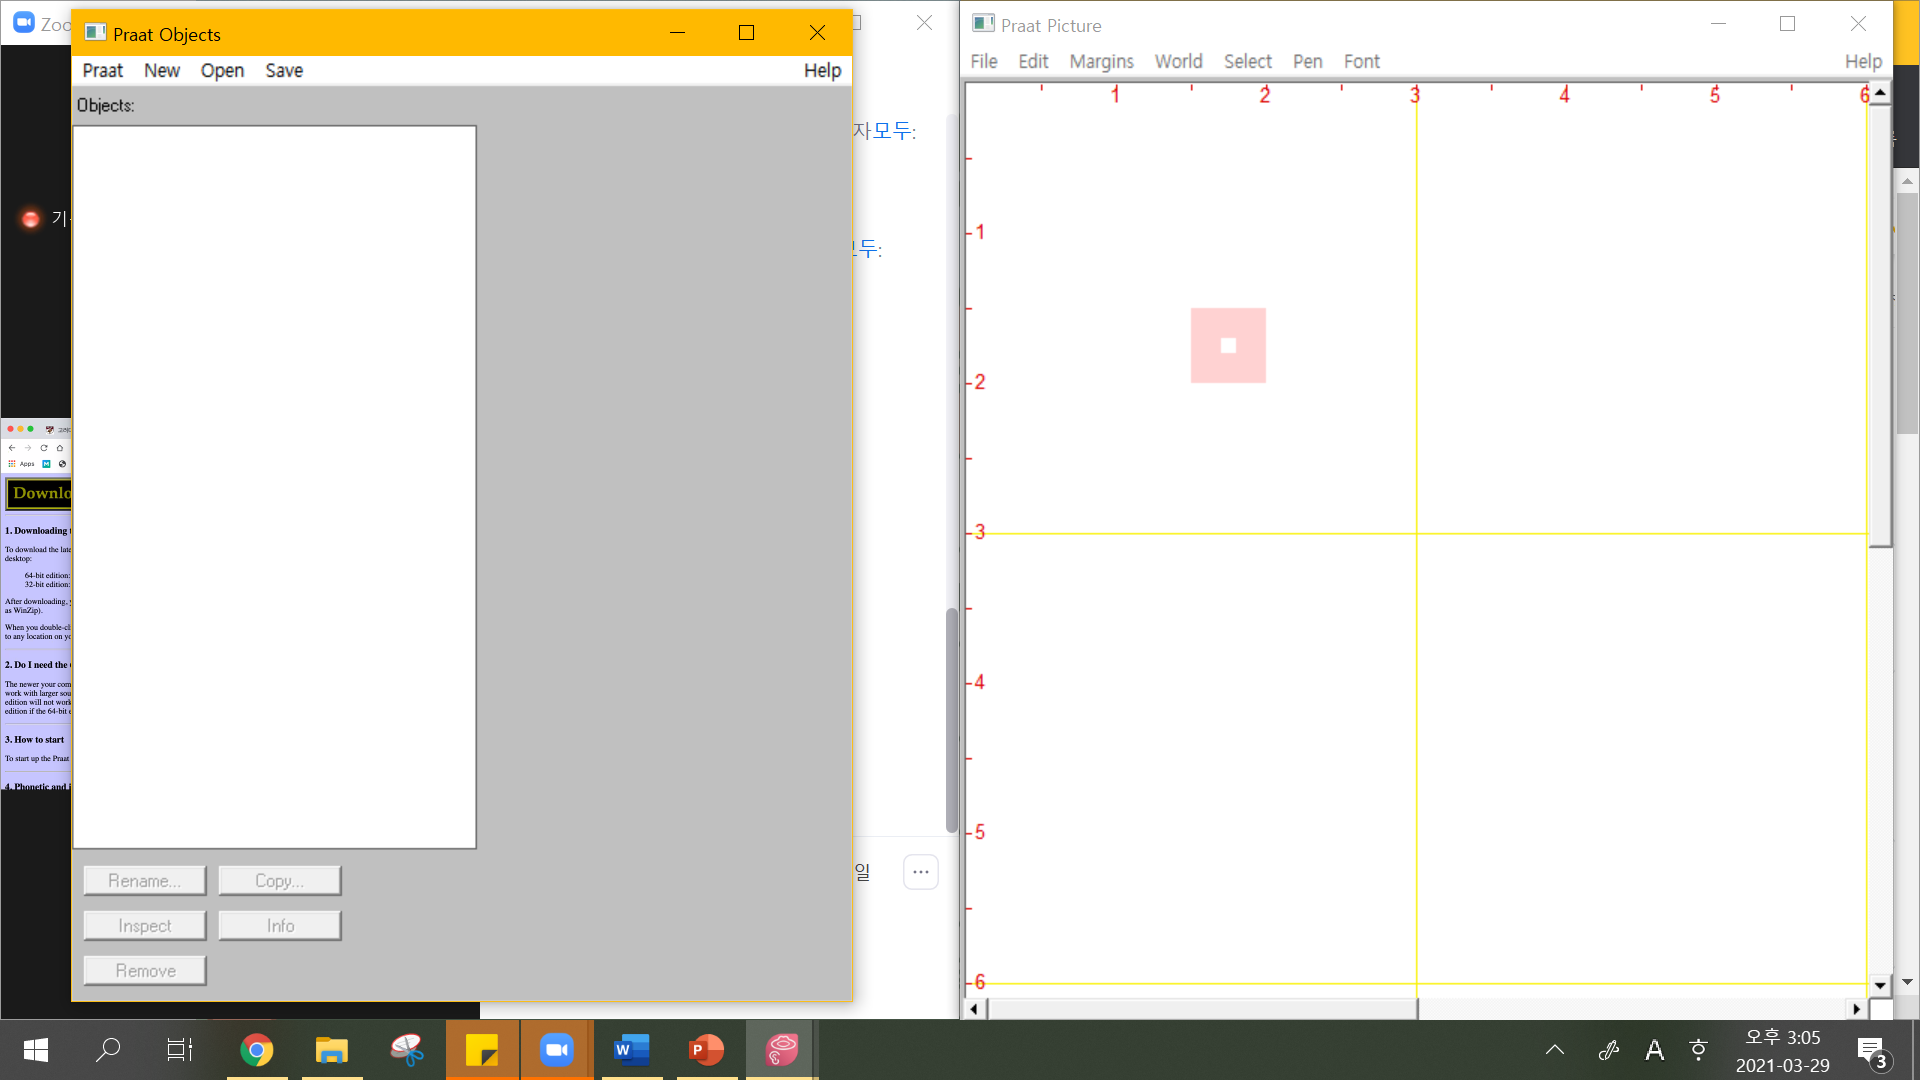 Zoo
Praat Objects
Praat New Open Save Help
Objects:
Rename... Copy...
Inspect Info
Remove
자모두:
모두:
일
...
기
Apps
Downlo
1. Downloading
To download the late
desktop:
64-bit edition:
32-bit edition:
After downloading,
as WinZip).
When you double-cl
to any location on yo
2. Do I need the
The newer your com
work with larger sou
edition will not work
edition if the 64-bit e
3. How to start
To start up the Praat
4. Phonetic and i
Praat Picture
File Edit Margins World Select Pen Font Help
1 2 3 4 5 6
1
2
3
4
5
6
A 호
오후 3:05
2021-03-29
3